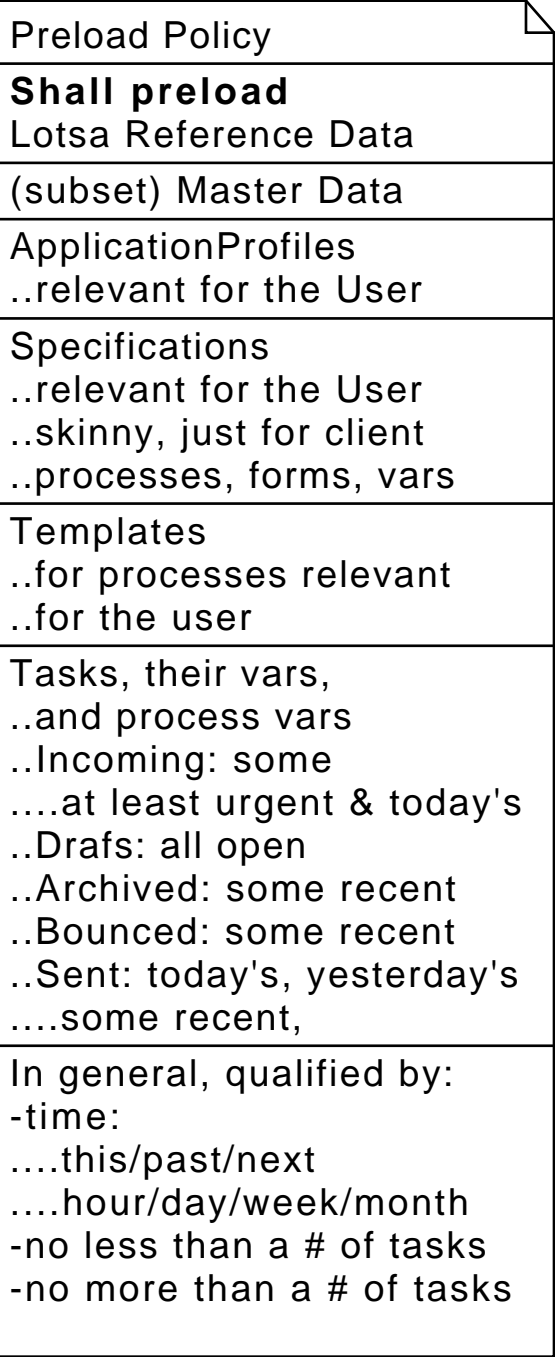 Preload Policy
Shall preload
Lotsa Reference Data
(subset) Master Data
ApplicationProfiles
..relevant for the User
Specifications
..relevant for the User
..skinny, just for client
..processes, forms, vars
Templates
..for processes relevant
..for the user
Tasks, their vars,
..and process vars
..Incoming: some
....at least urgent & today's
..Drafs: all open
..Archived: some recent
..Bounced: some recent
..Sent: today's, yesterday's
....some recent,
In general, qualified by:
-time:
....this/past/next
....hour/day/week/month
-no less than a # of tasks
-no more than a # of tasks